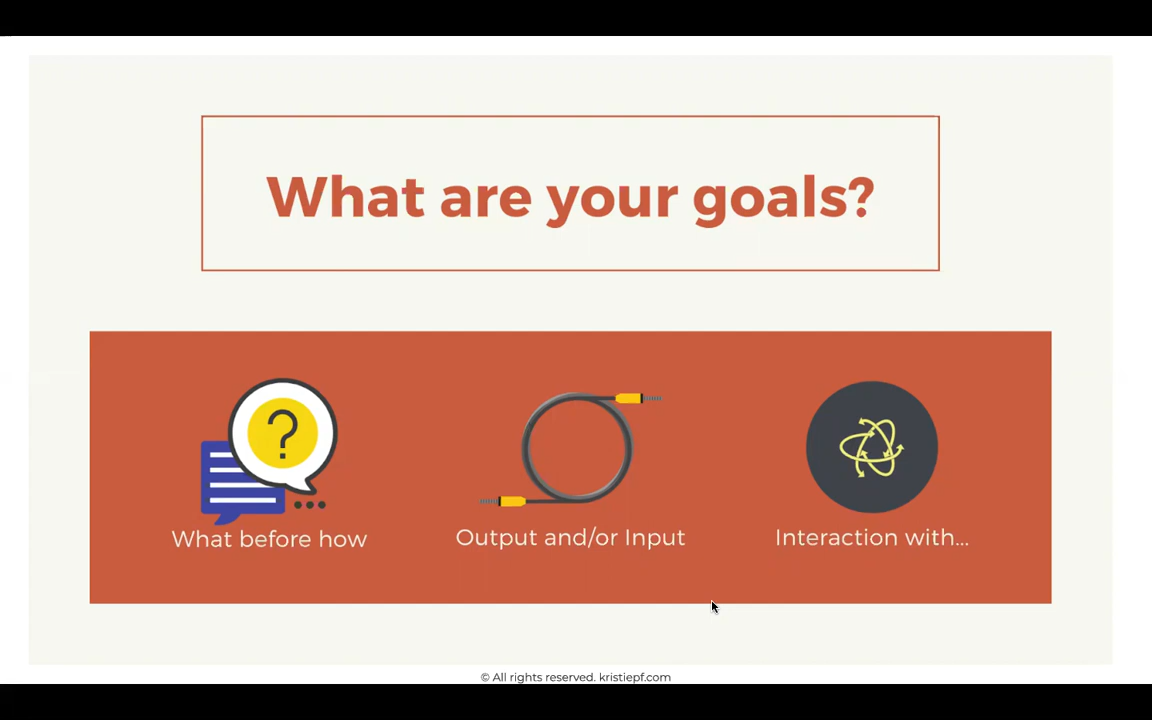 What are your goals?
?
What before how
Output and/or Input
Interaction with...
© All rights reserved. kristiepf.com